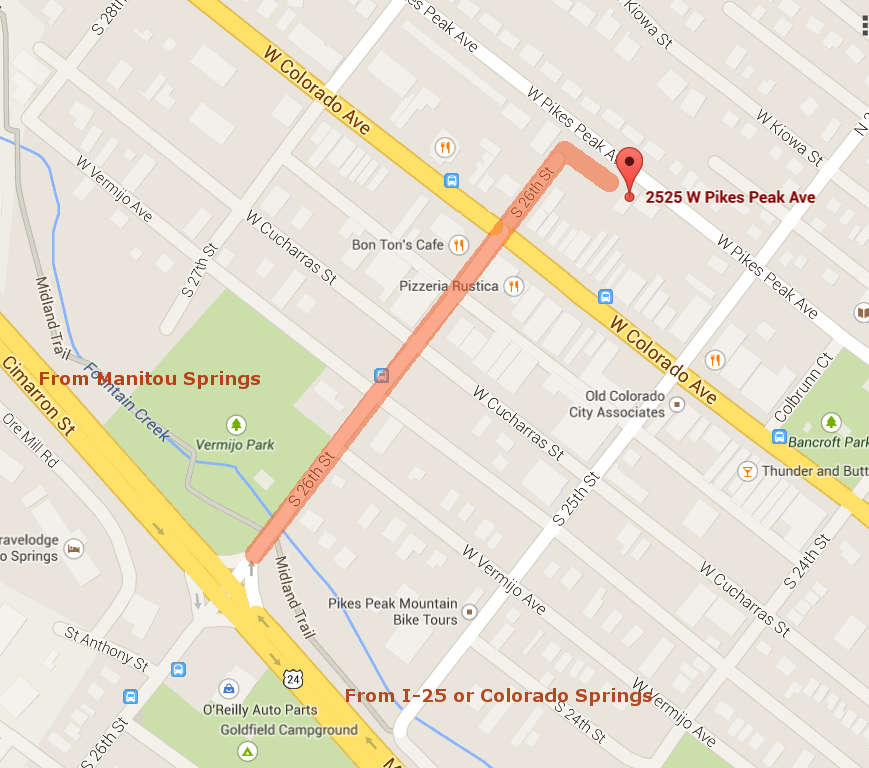 S 28th
W Pikes Peak Ave
Kiowa St
W Colorado Ave
W Pikes Peak A
W Kiowa St
N 2
S 26th St
2525 W Pikes Peak Ave
W Vermijo Ave
W Cucharras St
Bon Ton's Cafe
W Pikes Peak Ave
S 27th St
Pizzeria Rustica
Midland Trail
W Colorado Ave
Cimarron St
From Manitou Springs
Fountain Creek
Colbrunn Ct
Old Colorado
City Associates
W Cucharras St
Ore Mill Rd
Vermijo Park
Bancroft Park
Thunder and Butt
S 26th St
S 25th St
ravelodge
o Springs
Midland Trail
W Vermijo Ave
S 24th St
W Cucharras St
Pikes Peak Mountain
Bike Tours
St Anthony St
24
From I-25 or Colorado Springs
W Vermijo Ave
O'Reilly Auto Parts
Goldfield Campground
S 24th St
S 26th St